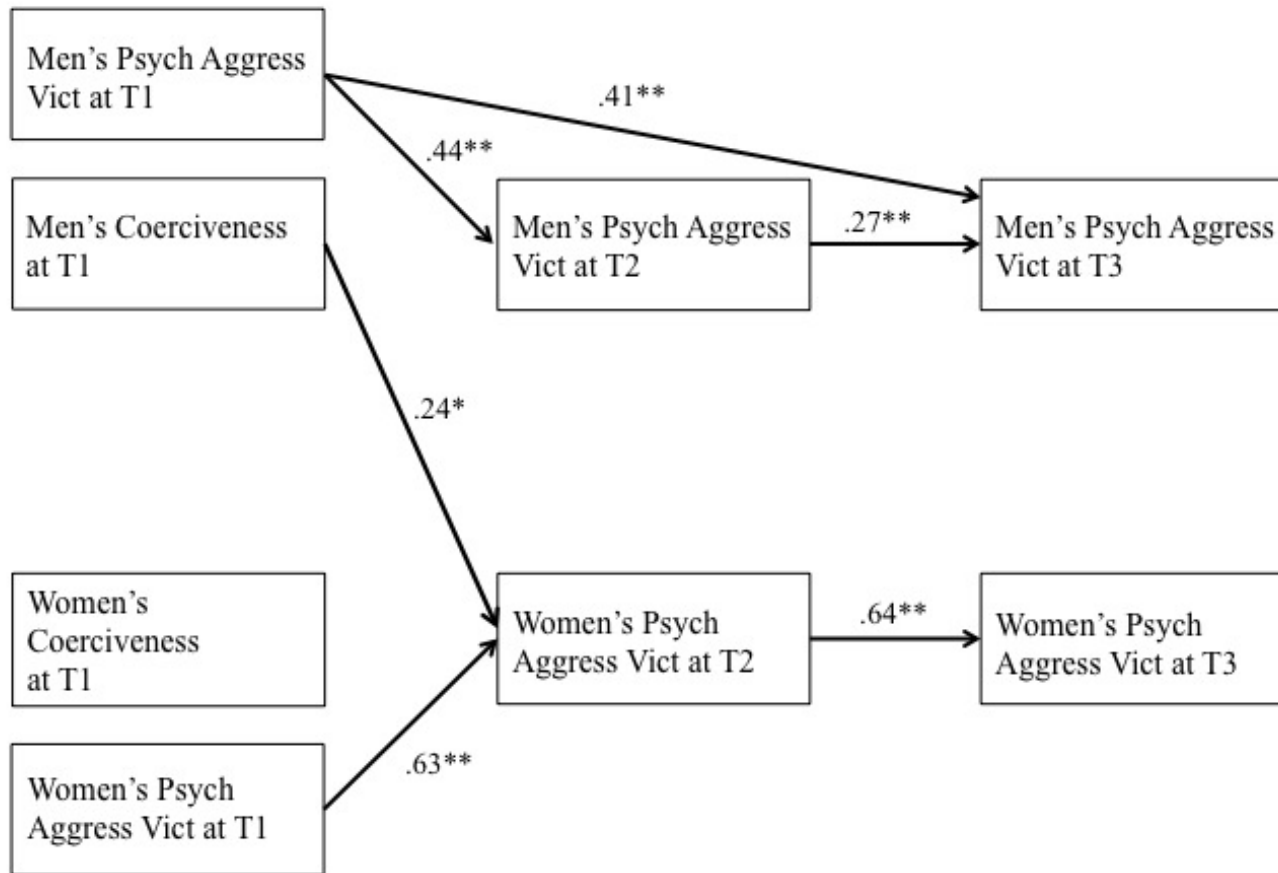 Men's Psych Aggress
Vict at T1
.41**
.44**
Men's Coerciveness
at T1
Men's Psych Aggress
Vict at T2
.27**
Men's Psych Aggress
Vict at T3
.24*
Women's
Coerciveness
at T1
Women's Psych
Aggress Vict at T2
.64**
Women's Psych
Aggress Vict at T3
.63**
Women's Psych
Aggress Vict at T1